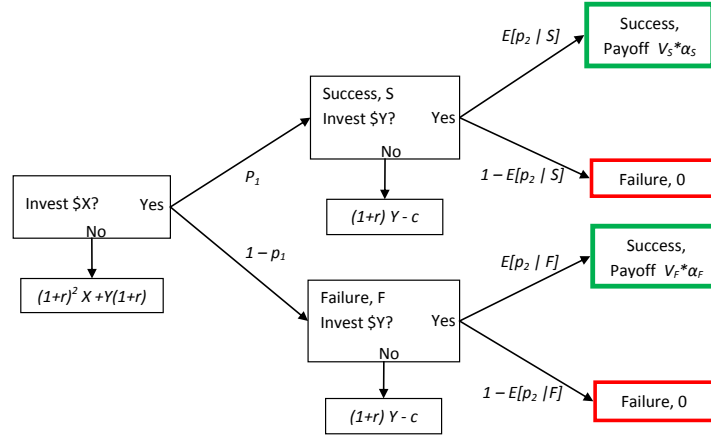 E[p₂ | S]
Success,
Payoff V_S*α_S
Success, S
Invest $Y?
Yes
No
P₁
1 – E[p₂ | S]
Failure, 0
Invest $X?
Yes
No
(1+r) Y - c
(1+r)² X +Y(1+r)
1 – p₁
E[p₂ | F]
Success,
Payoff V_F*α_F
Failure, F
Invest $Y?
Yes
No
1 – E[p₂ |F]
Failure, 0
(1+r) Y - c